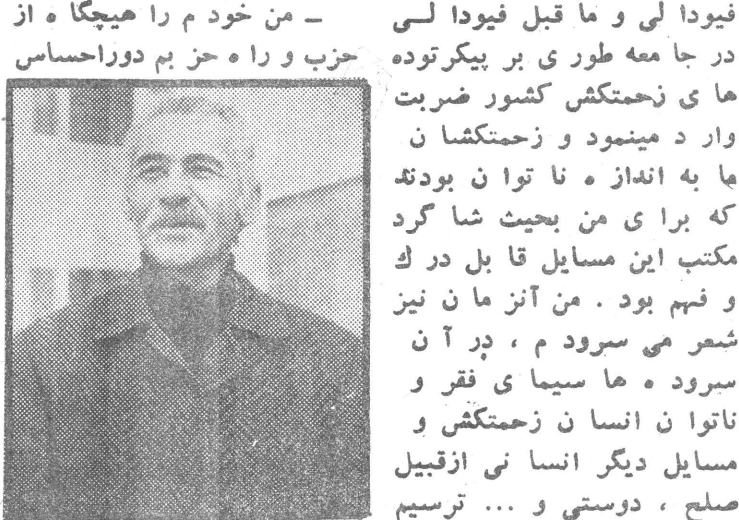 فیودا لی و ما قبل فیودا لــی
در جا معه طور ی بر پیکرتوده
ها ی زحمتکش کشور ضربت
وار د مینمود و زحمتکشا ن
ما به انداز ه نا توا ن بودند
که برا ی من بحیث شا گرد
مکتب این مسایل قا بل در ك
و فهم بود . من آنز ما ن نیز
شعر می سرود م ، در آ ن
سرود ه ها سیما ی فقر و
ناتوا ن انسا ن زحمتکش و
مسایل دیگر انسا نی ازقبیل
صلح ، دوستی و ... ترسیم
ــ من خود م را هیچگا ه از
حزب و را ه حز بم دوراحساس